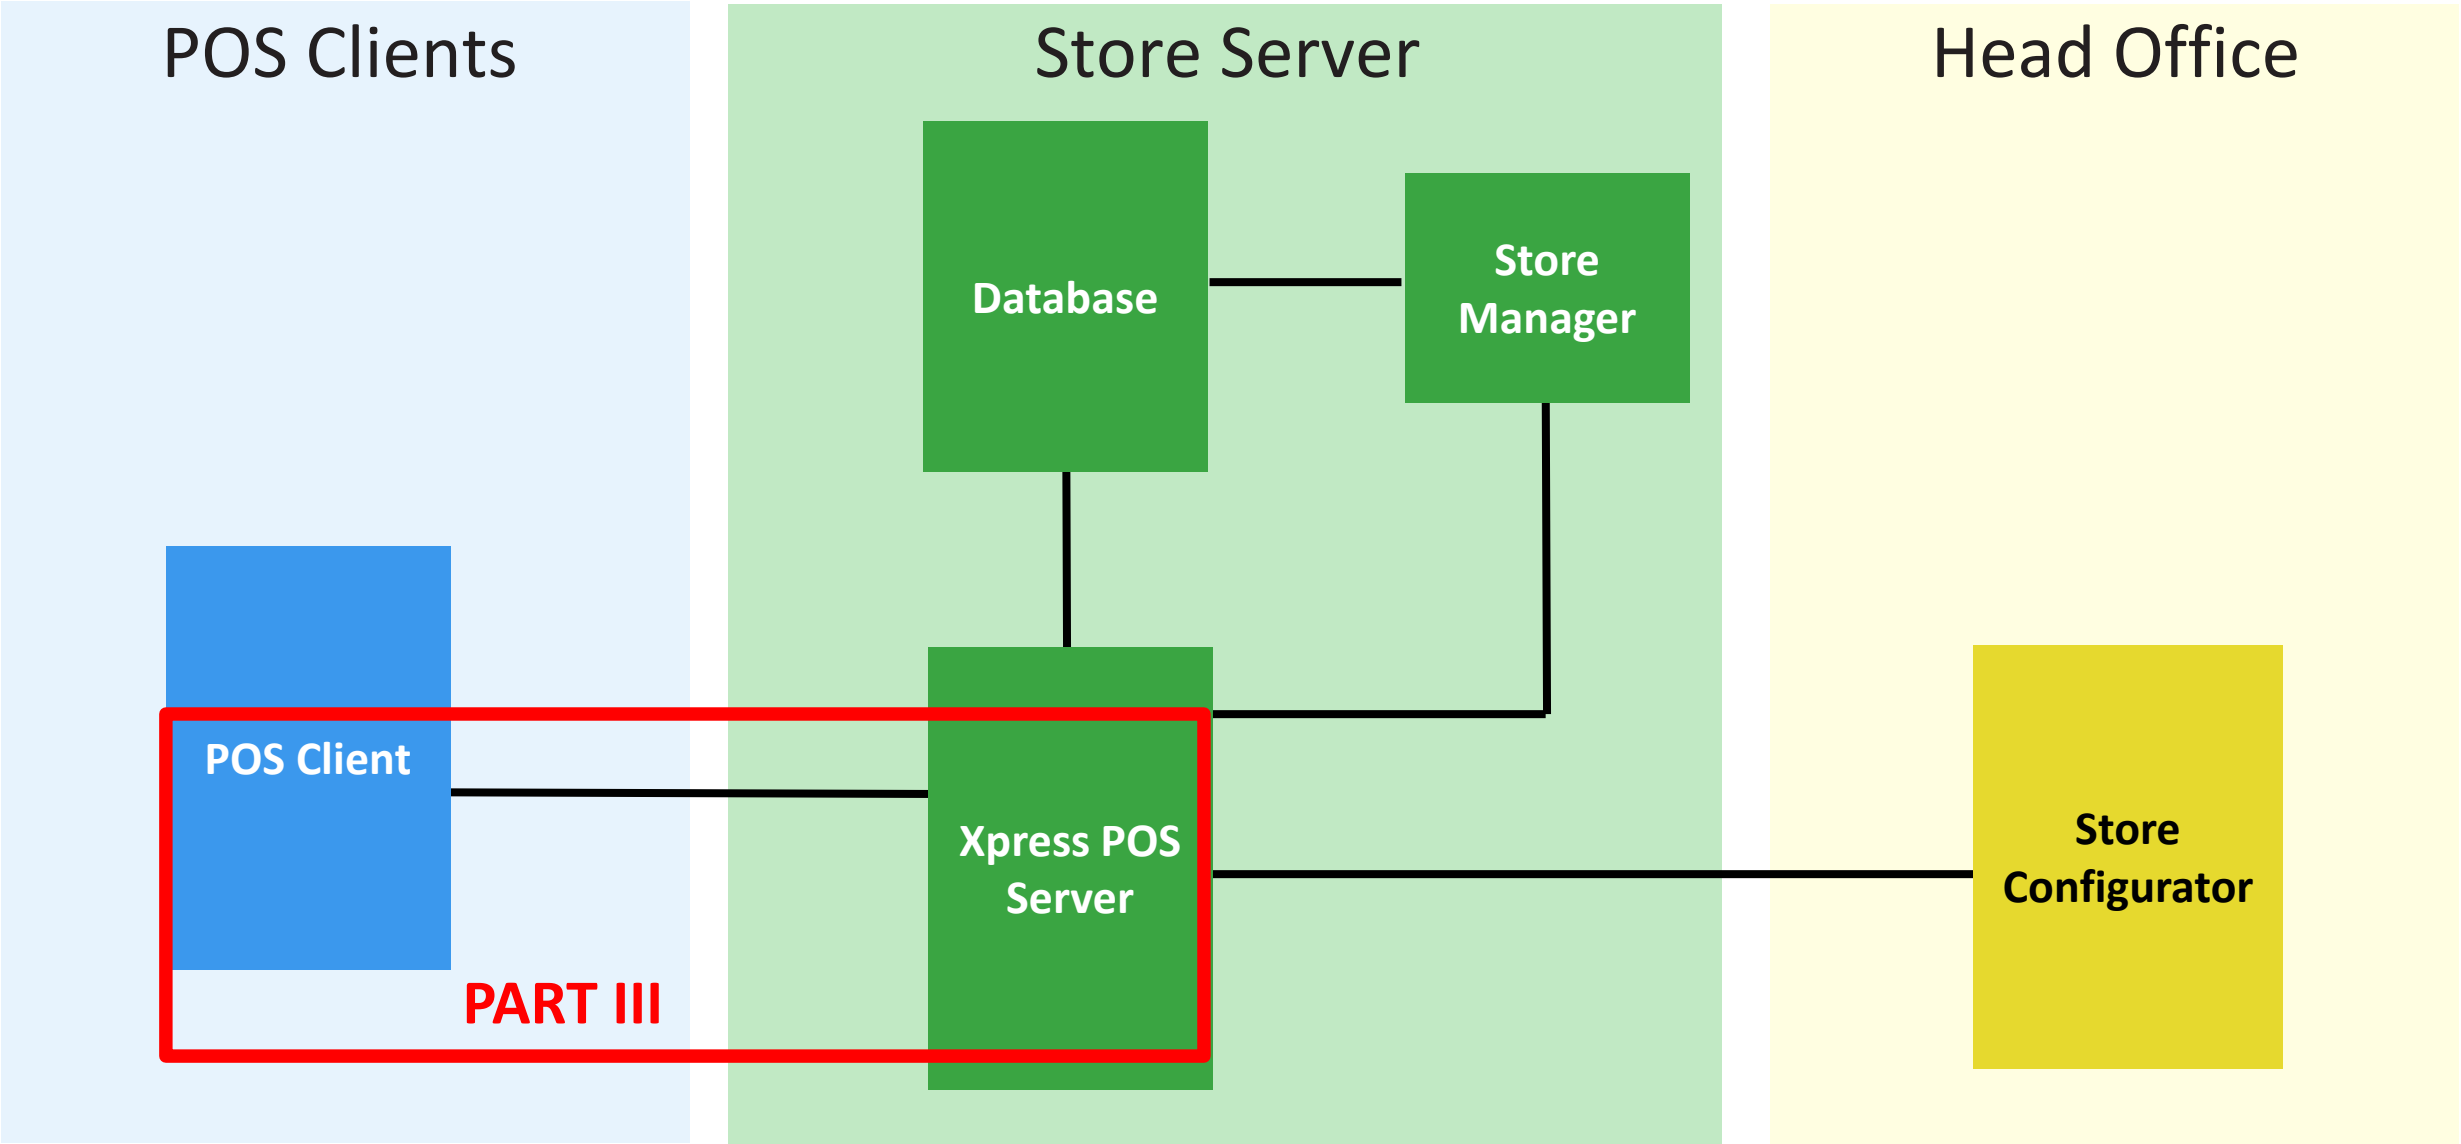 POS Clients
Store Server
Head Office
Database
Store
Manager
POS Client
Xpress POS
Server
Store
Configurator
PART III